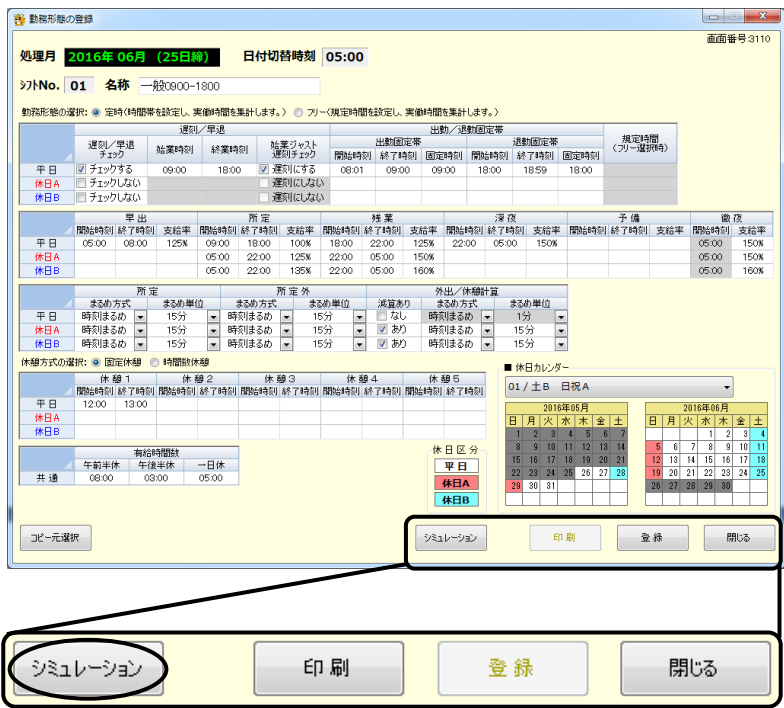 勤務形態の登録
画面番号:3110
処理月 2016年 06月 (25日締) 日付切替時刻 05:00
ｼﾌﾄNo. 01 名称 一般0900-1800
勤務形態の選択: 定時(時間帯を設定し、実働時間を集計します。) フリー(規定時間を設定し、実働時間を集計します。)
遅刻／早退 出勤／退勤固定帯 規定時間(フリー選択時)
遅刻／早退チェック 始業時刻 終業時刻 始業ジャスト遅刻チェック 出勤固定帯 退勤固定帯
開始時刻 終了時刻 固定時刻 開始時刻 終了時刻 固定時刻
平日 チェックする 09:00 18:00 遅刻にする 08:01 09:00 09:00 18:00 18:59 18:00
休日A チェックしない 遅刻にしない
休日B チェックしない 遅刻にしない
早出 所定 残業 深夜 予備 徹夜
開始時刻 終了時刻 支給率 開始時刻 終了時刻 支給率 開始時刻 終了時刻 支給率 開始時刻 終了時刻 支給率 開始時刻 終了時刻 支給率 開始時刻 支給率
平日 05:00 08:00 125% 09:00 18:00 100% 18:00 22:00 125% 22:00 05:00 150% 05:00 150%
休日A 05:00 22:00 125% 22:00 05:00 150% 05:00 150%
休日B 05:00 22:00 135% 22:00 05:00 160% 05:00 160%
所定 所定外 外出／休憩計算
まるめ方式 まるめ単位 まるめ方式 まるめ単位 減算あり まるめ方式 まるめ単位
平日 時刻まるめ 15分 時刻まるめ 15分 なし 時刻まるめ 1分
休日A 時刻まるめ 15分 時刻まるめ 15分 あり 時刻まるめ 15分
休日B 時刻まるめ 15分 時刻まるめ 15分 あり 時刻まるめ 15分
休憩方式の選択: 固定休憩 時間数休憩
休憩1 休憩2 休憩3 休憩4 休憩5
開始時刻 終了時刻 開始時刻 終了時刻 開始時刻 終了時刻 開始時刻 終了時刻 開始時刻 終了時刻
平日 12:00 13:00
休日A
休日B
有給時間数
午前半休 午後半休 一日休
共通 08:00 03:00 05:00
休日区分
平日
休日A
休日B
■ 休日カレンダー
01 / 土B 日祝A
2016年05月
日 月 火 水 木 金 土
1 2 3 4 5 6 7
8 9 10 11 12 13 14
15 16 17 18 19 20 21
22 23 24 25 26 27 28
29 30 31
2016年06月
日 月 火 水 木 金 土
1 2 3 4
5 6 7 8 9 10 11
12 13 14 15 16 17 18
19 20 21 22 23 24 25
26 27 28 29 30
コピー元選択 シミュレーション 印刷 登録 閉じる
シミュレーション 印刷 登録 閉じる